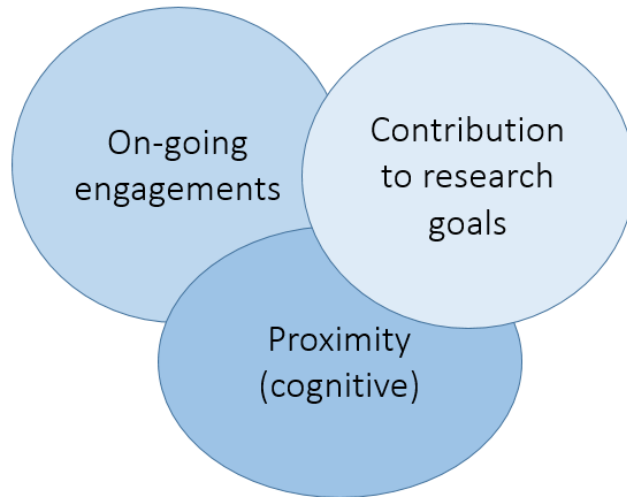 On-going
engagements
Contribution
to research
goals
Proximity
(cognitive)